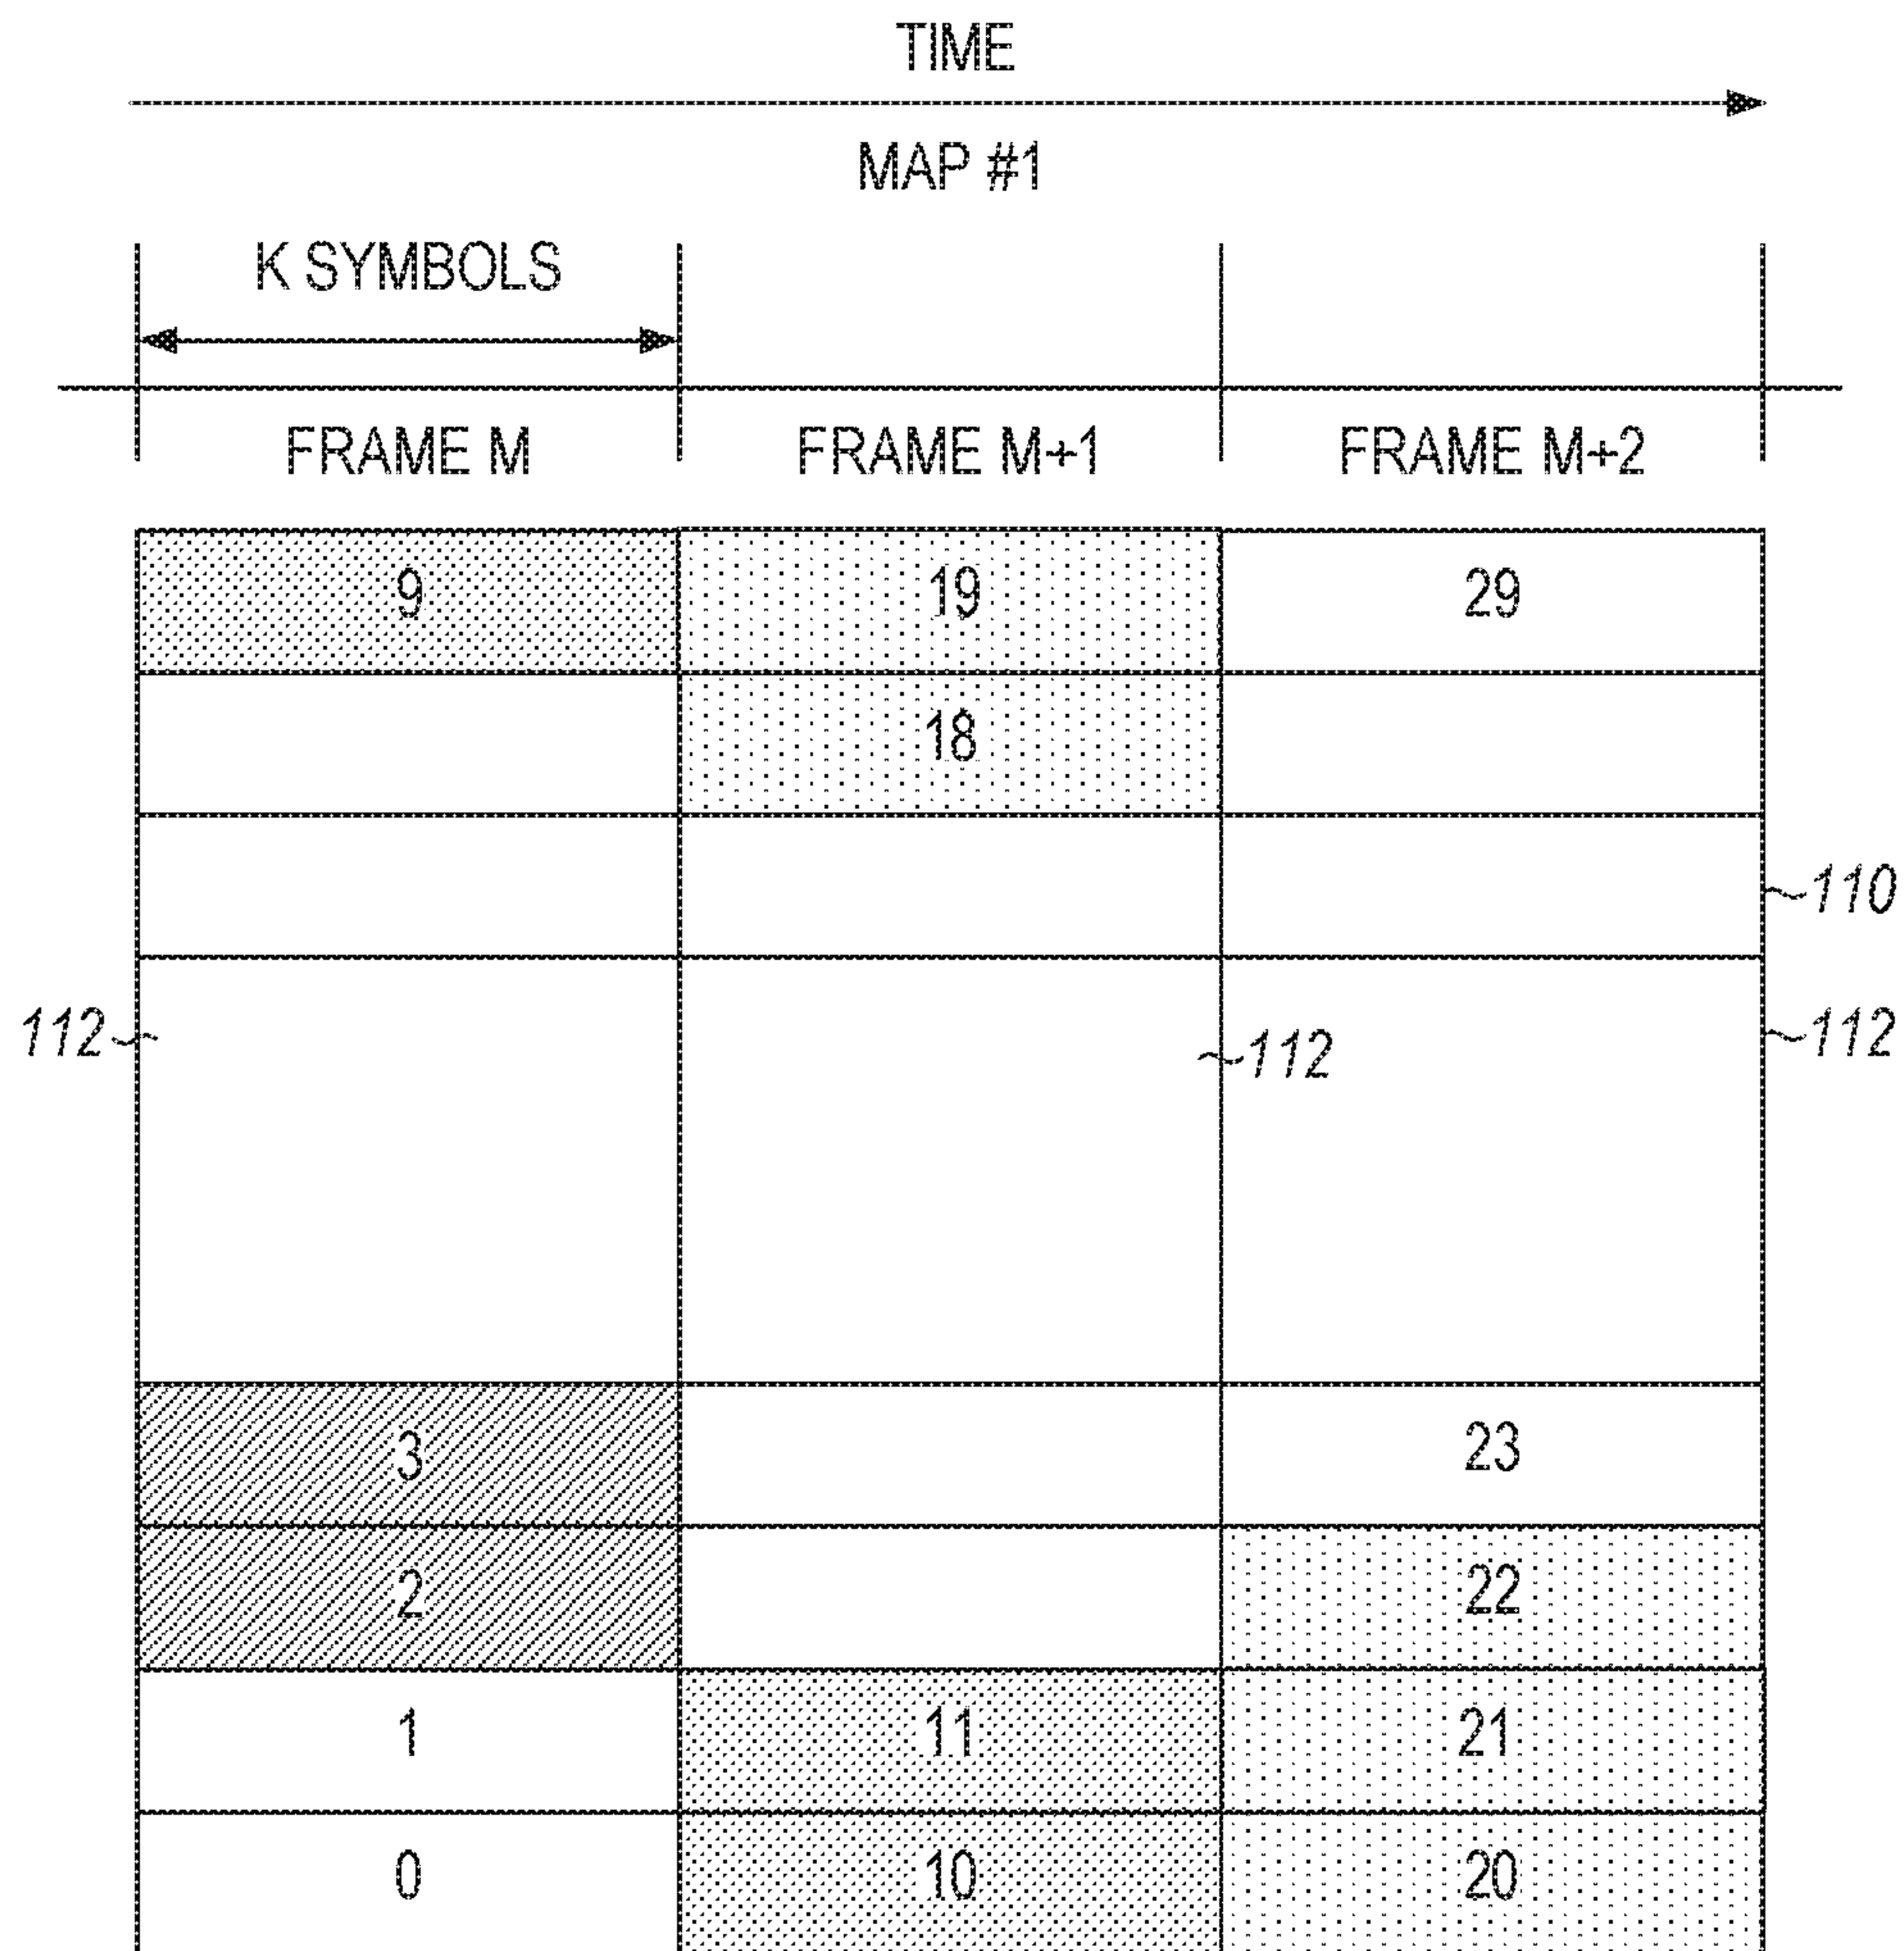 TIME
MAP #1
K SYMBOLS
FRAME M FRAME M+1 FRAME M+2
9 19 29
18
110
112 112 112
3 23
2 22
1 11 21
0 10 20